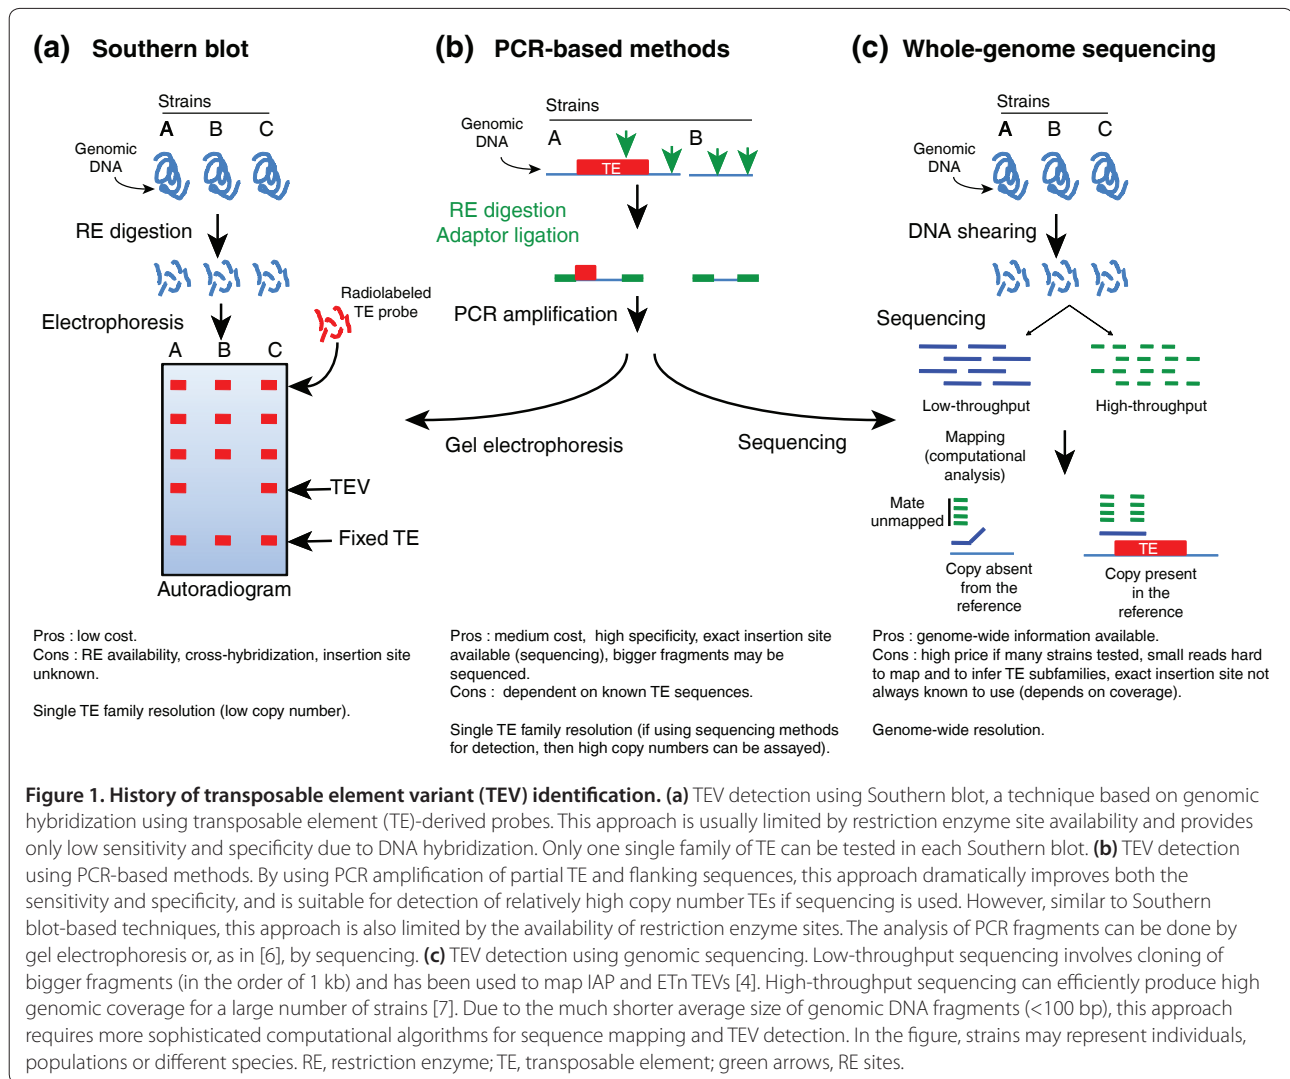 (a) Southern blot
Strains
A B C
Genomic
DNA
RE digestion
Electrophoresis
Radiolabeled
TE probe
A B C
TEV
Fixed TE
Autoradiogram
Pros : low cost.
Cons : RE availability, cross-hybridization, insertion site
unknown.
Single TE family resolution (low copy number).
(b) PCR-based methods
Strains
A B
Genomic
DNA
TE
RE digestion
Adaptor ligation
PCR amplification
Gel electrophoresis
Sequencing
Pros : medium cost, high specificity, exact insertion site
available (sequencing), bigger fragments may be
sequenced.
Cons : dependent on known TE sequences.
Single TE family resolution (if using sequencing methods
for detection, then high copy numbers can be assayed).
(c) Whole-genome sequencing
Strains
A B C
Genomic
DNA
DNA shearing
Sequencing
Low-throughput
High-throughput
Mapping
(computational
analysis)
Mate
unmapped
TE
Copy absent
from the
reference
Copy present
in the
reference
Pros : genome-wide information available.
Cons : high price if many strains tested, small reads hard
to map and to infer TE subfamilies, exact insertion site not
always known to use (depends on coverage).
Genome-wide resolution.
Figure 1. History of transposable element variant (TEV) identification. (a) TEV detection using Southern blot, a technique based on genomic
hybridization using transposable element (TE)-derived probes. This approach is usually limited by restriction enzyme site availability and provides
only low sensitivity and specificity due to DNA hybridization. Only one single family of TE can be tested in each Southern blot. (b) TEV detection
using PCR-based methods. By using PCR amplification of partial TE and flanking sequences, this approach dramatically improves both the
sensitivity and specificity, and is suitable for detection of relatively high copy number TEs if sequencing is used. However, similar to Southern
blot-based techniques, this approach is also limited by the availability of restriction enzyme sites. The analysis of PCR fragments can be done by
gel electrophoresis or, as in [6], by sequencing. (c) TEV detection using genomic sequencing. Low-throughput sequencing involves cloning of
bigger fragments (in the order of 1 kb) and has been used to map IAP and ETn TEVs [4]. High-throughput sequencing can efficiently produce high
genomic coverage for a large number of strains [7]. Due to the much shorter average size of genomic DNA fragments (<100 bp), this approach
requires more sophisticated computational algorithms for sequence mapping and TEV detection. In the figure, strains may represent individuals,
populations or different species. RE, restriction enzyme; TE, transposable element; green arrows, RE sites.